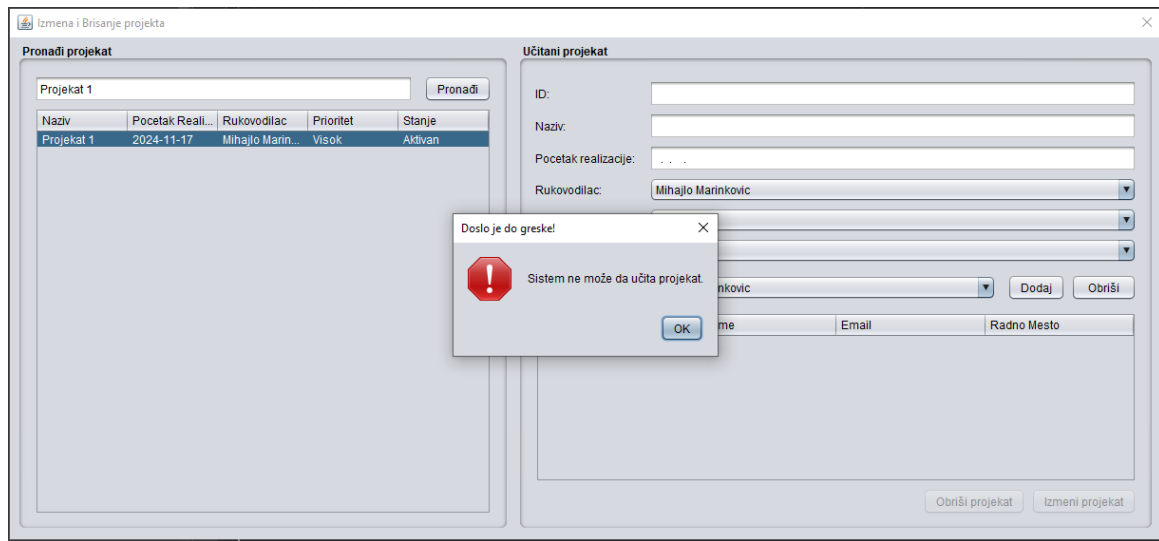 Izmena i Brisanje projekta
Pronađi projekat
Projekat 1
Pronađi
Naziv Pocetak Reali... Rukovodilac Prioritet Stanje
Projekat 1 2024-11-17 Mihajlo Marin... Visok Aktivan
Učitani projekat
ID:
Naziv:
Pocetak realizacije: . . .
Rukovodilac: Mihajlo Marinkovic
nkovic Dodaj Obriši
me Email Radno Mesto
Obriši projekat Izmeni projekat
Doslo je do greske!
Sistem ne može da učita projekat.
OK